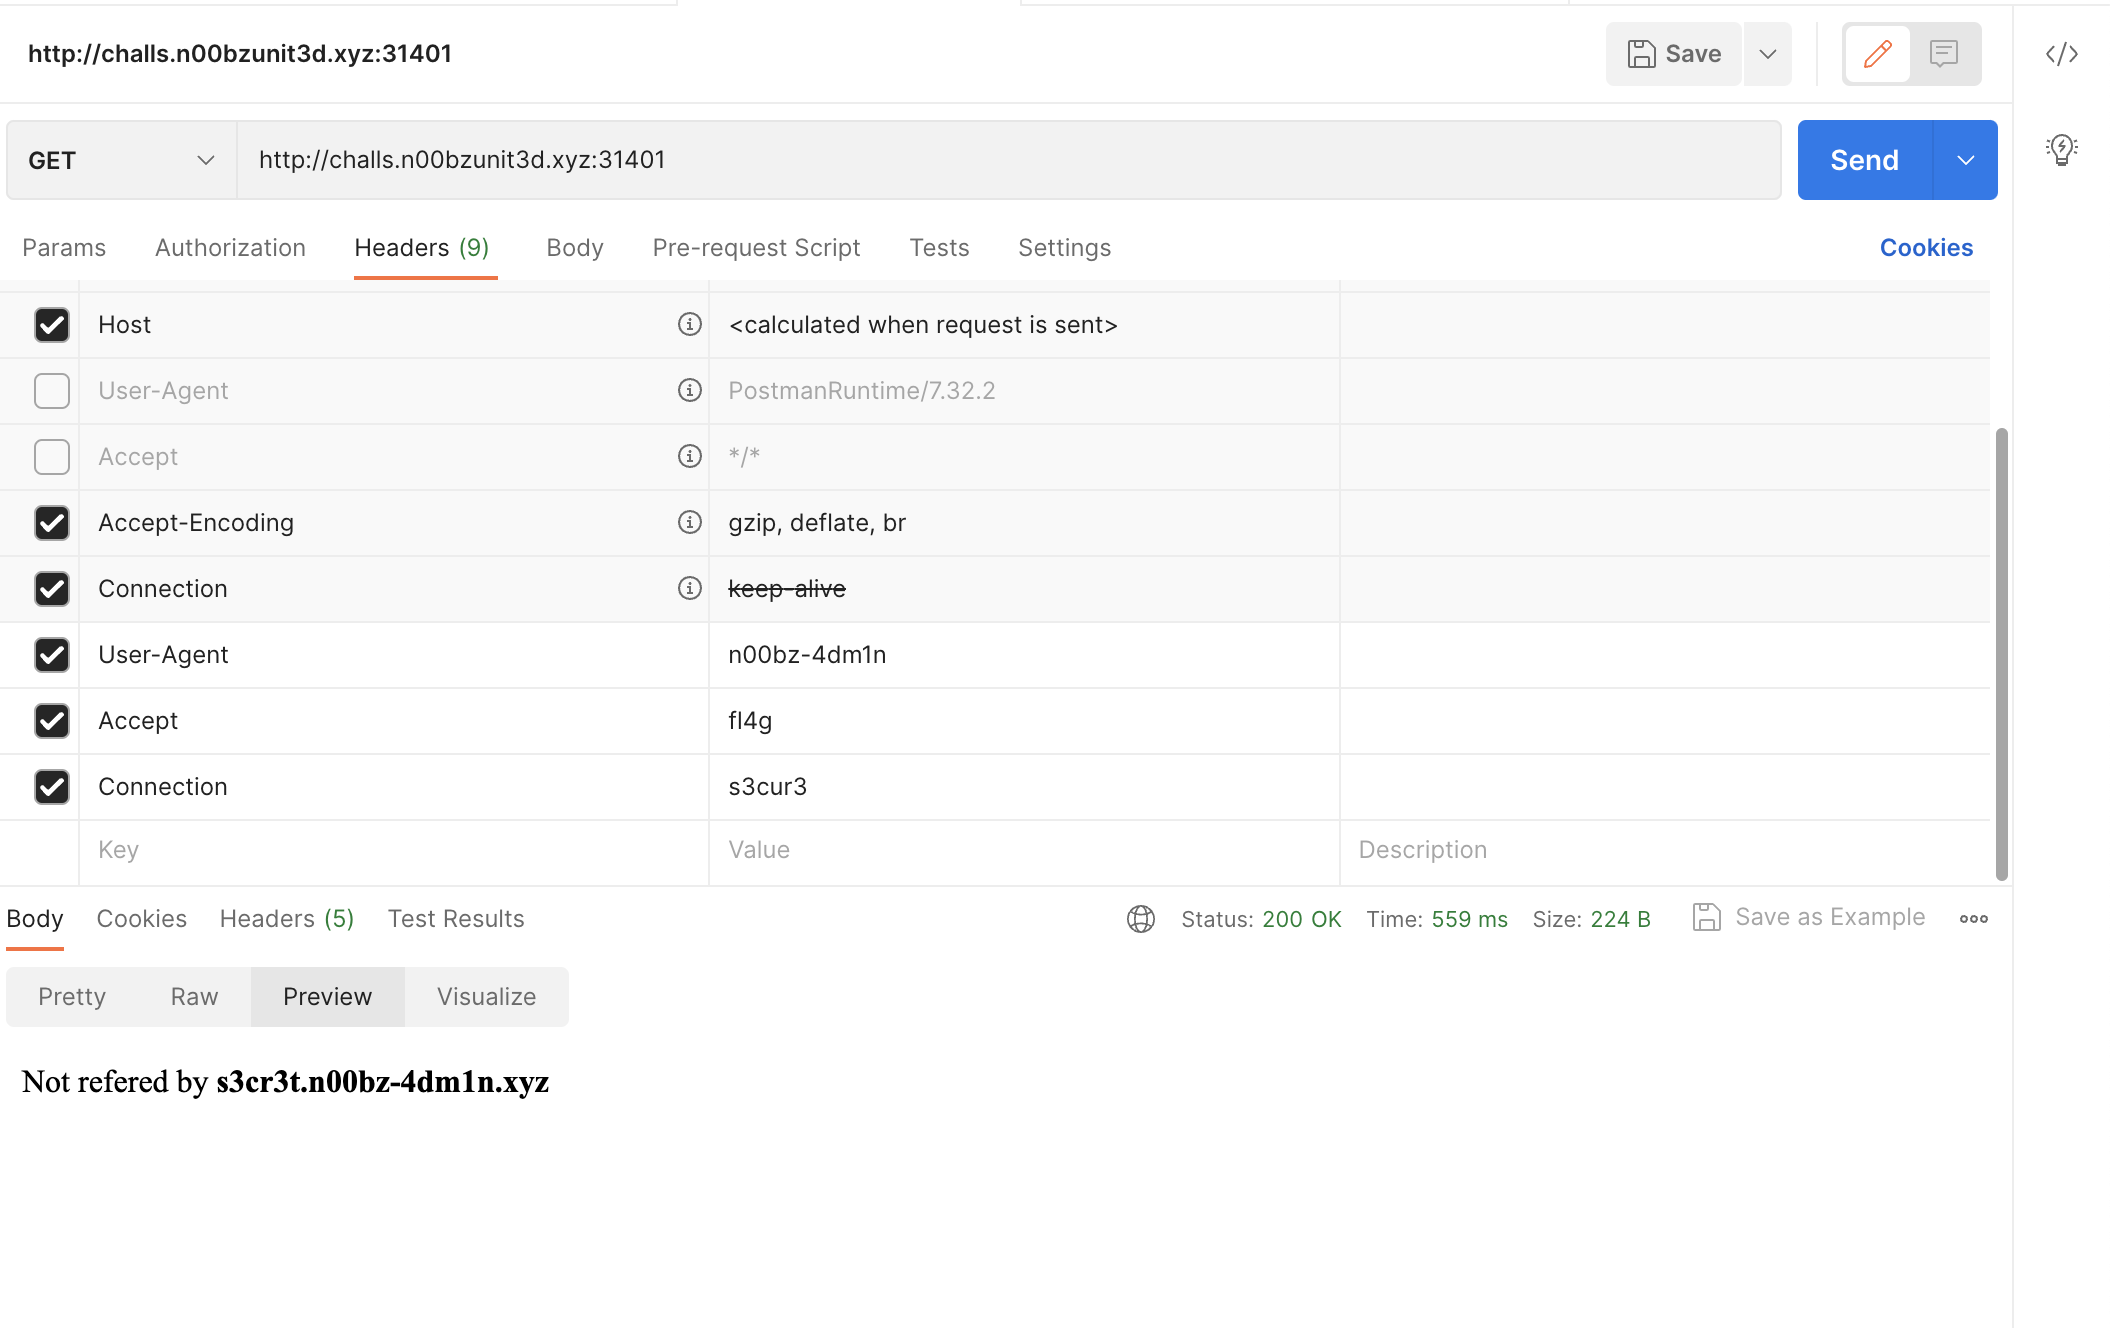 http://challs.n00bzunit3d.xyz:31401
Save
GET
http://challs.n00bzunit3d.xyz:31401
Send
Params Authorization Headers (9) Body Pre-request Script Tests Settings Cookies
Host <calculated when request is sent>
User-Agent PostmanRuntime/7.32.2
Accept */*
Accept-Encoding gzip, deflate, br
Connection keep-alive
User-Agent n00bz-4dm1n
Accept fl4g
Connection s3cur3
Key Value Description
Body Cookies Headers (5) Test Results Status: 200 OK Time: 559 ms Size: 224 B Save as Example
Pretty Raw Preview Visualize
Not refered by s3cr3t.n00bz-4dm1n.xyz